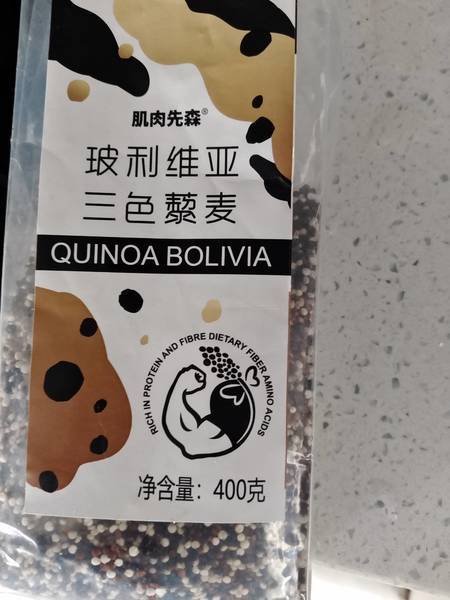 肌肉先森®
玻利维亚
三色藜麦
QUINOA BOLIVIA
RICH IN PROTEIN AND FIBRE DIETARY FIBER AMINO ACIDS
净含量：400克